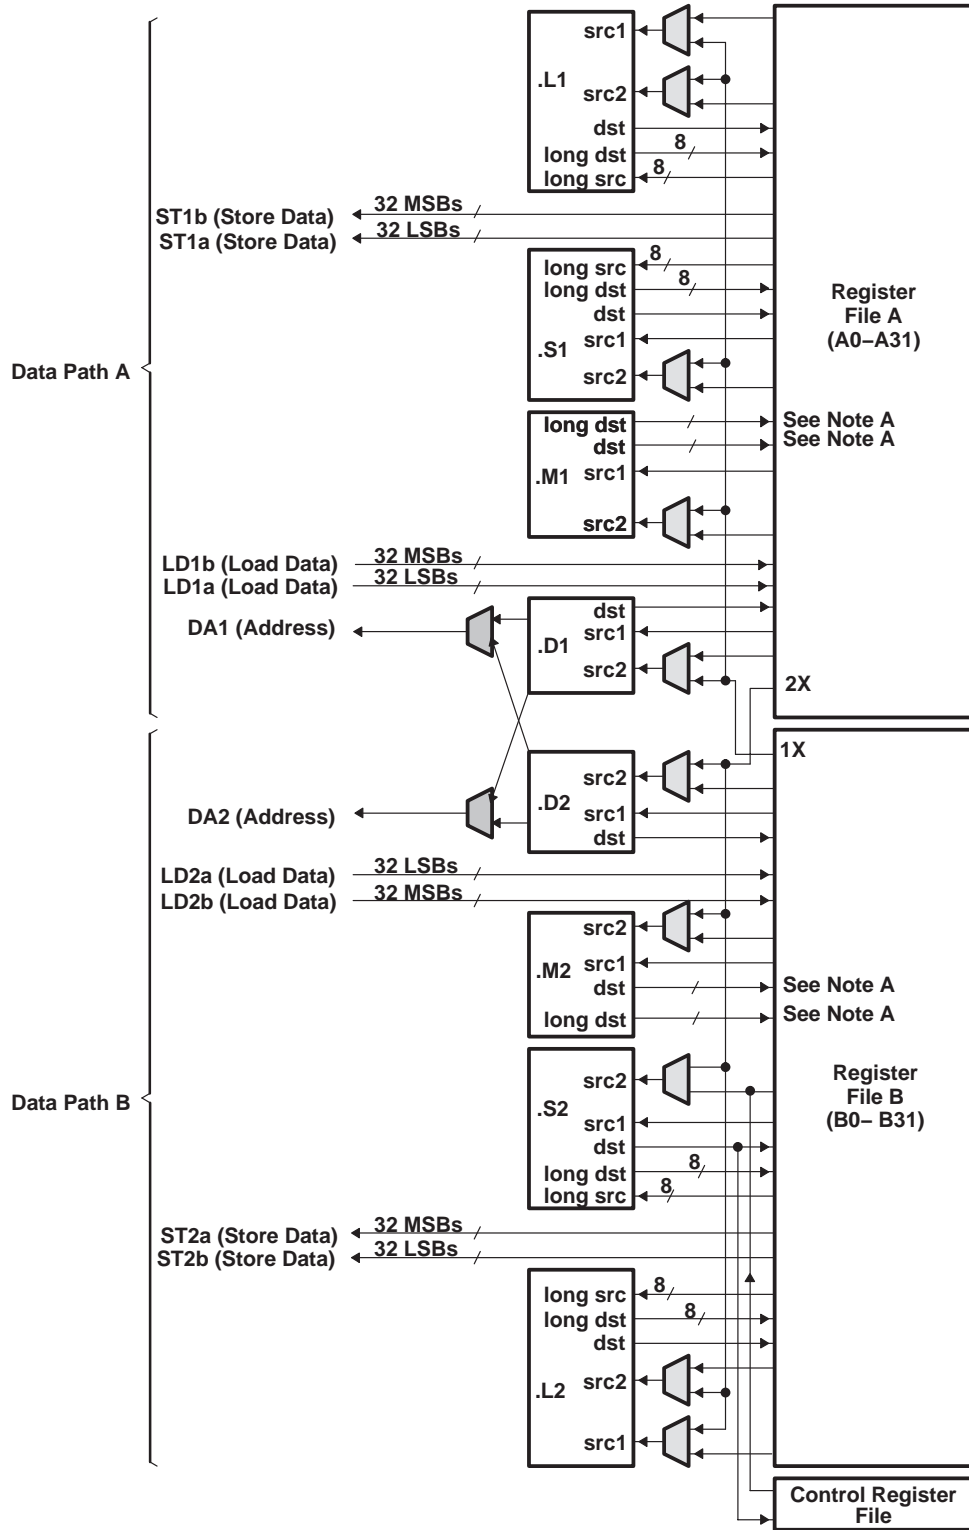 src1
.L1
src2
dst
long dst
8
long src
8
ST1b (Store Data)
32 MSBs
ST1a (Store Data)
32 LSBs
long src
8
long dst
8
dst
.S1
src1
src2
Register
File A
(A0–A31)
Data Path A
long dst
See Note A
dst
See Note A
.M1
src1
src2
LD1b (Load Data)
32 MSBs
LD1a (Load Data)
32 LSBs
DA1 (Address)
dst
.D1
src1
src2
2X
1X
DA2 (Address)
src2
.D2
src1
dst
LD2a (Load Data)
32 LSBs
LD2b (Load Data)
32 MSBs
src2
.M2
src1
dst
See Note A
long dst
See Note A
Data Path B
src2
.S2
src1
dst
long dst
8
long src
8
Register
File B
(B0– B31)
ST2a (Store Data)
32 MSBs
ST2b (Store Data)
32 LSBs
long src
8
long dst
8
dst
.L2
src2
src1
Control Register
File